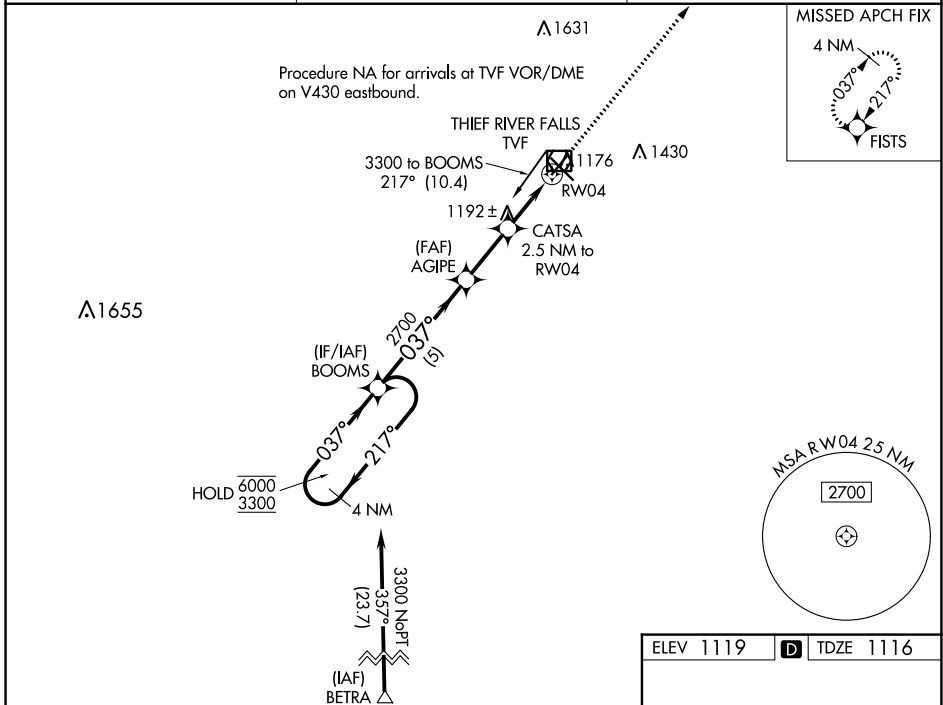 MISSED APCH FIX
4 NM
037°
217°
FISTS
1631
Procedure NA for arrivals at TVF VOR/DME
on V430 eastbound.
THIEF RIVER FALLS
TVF
1176
1430
3300 to BOOMS
217° (10.4)
RW04
1192 ±
CATSA
2.5 NM to
RW04
(FAF)
AGIPE
1655
2700
037°
(5)
(IF/IAF)
BOOMS
037°
217°
HOLD 6000
3300
4 NM
MSA RW04 25 NM
2700
3300 NoPT
357°
(23.7)
(IAF)
BETRA
ELEV 1119 D TDZE 1116